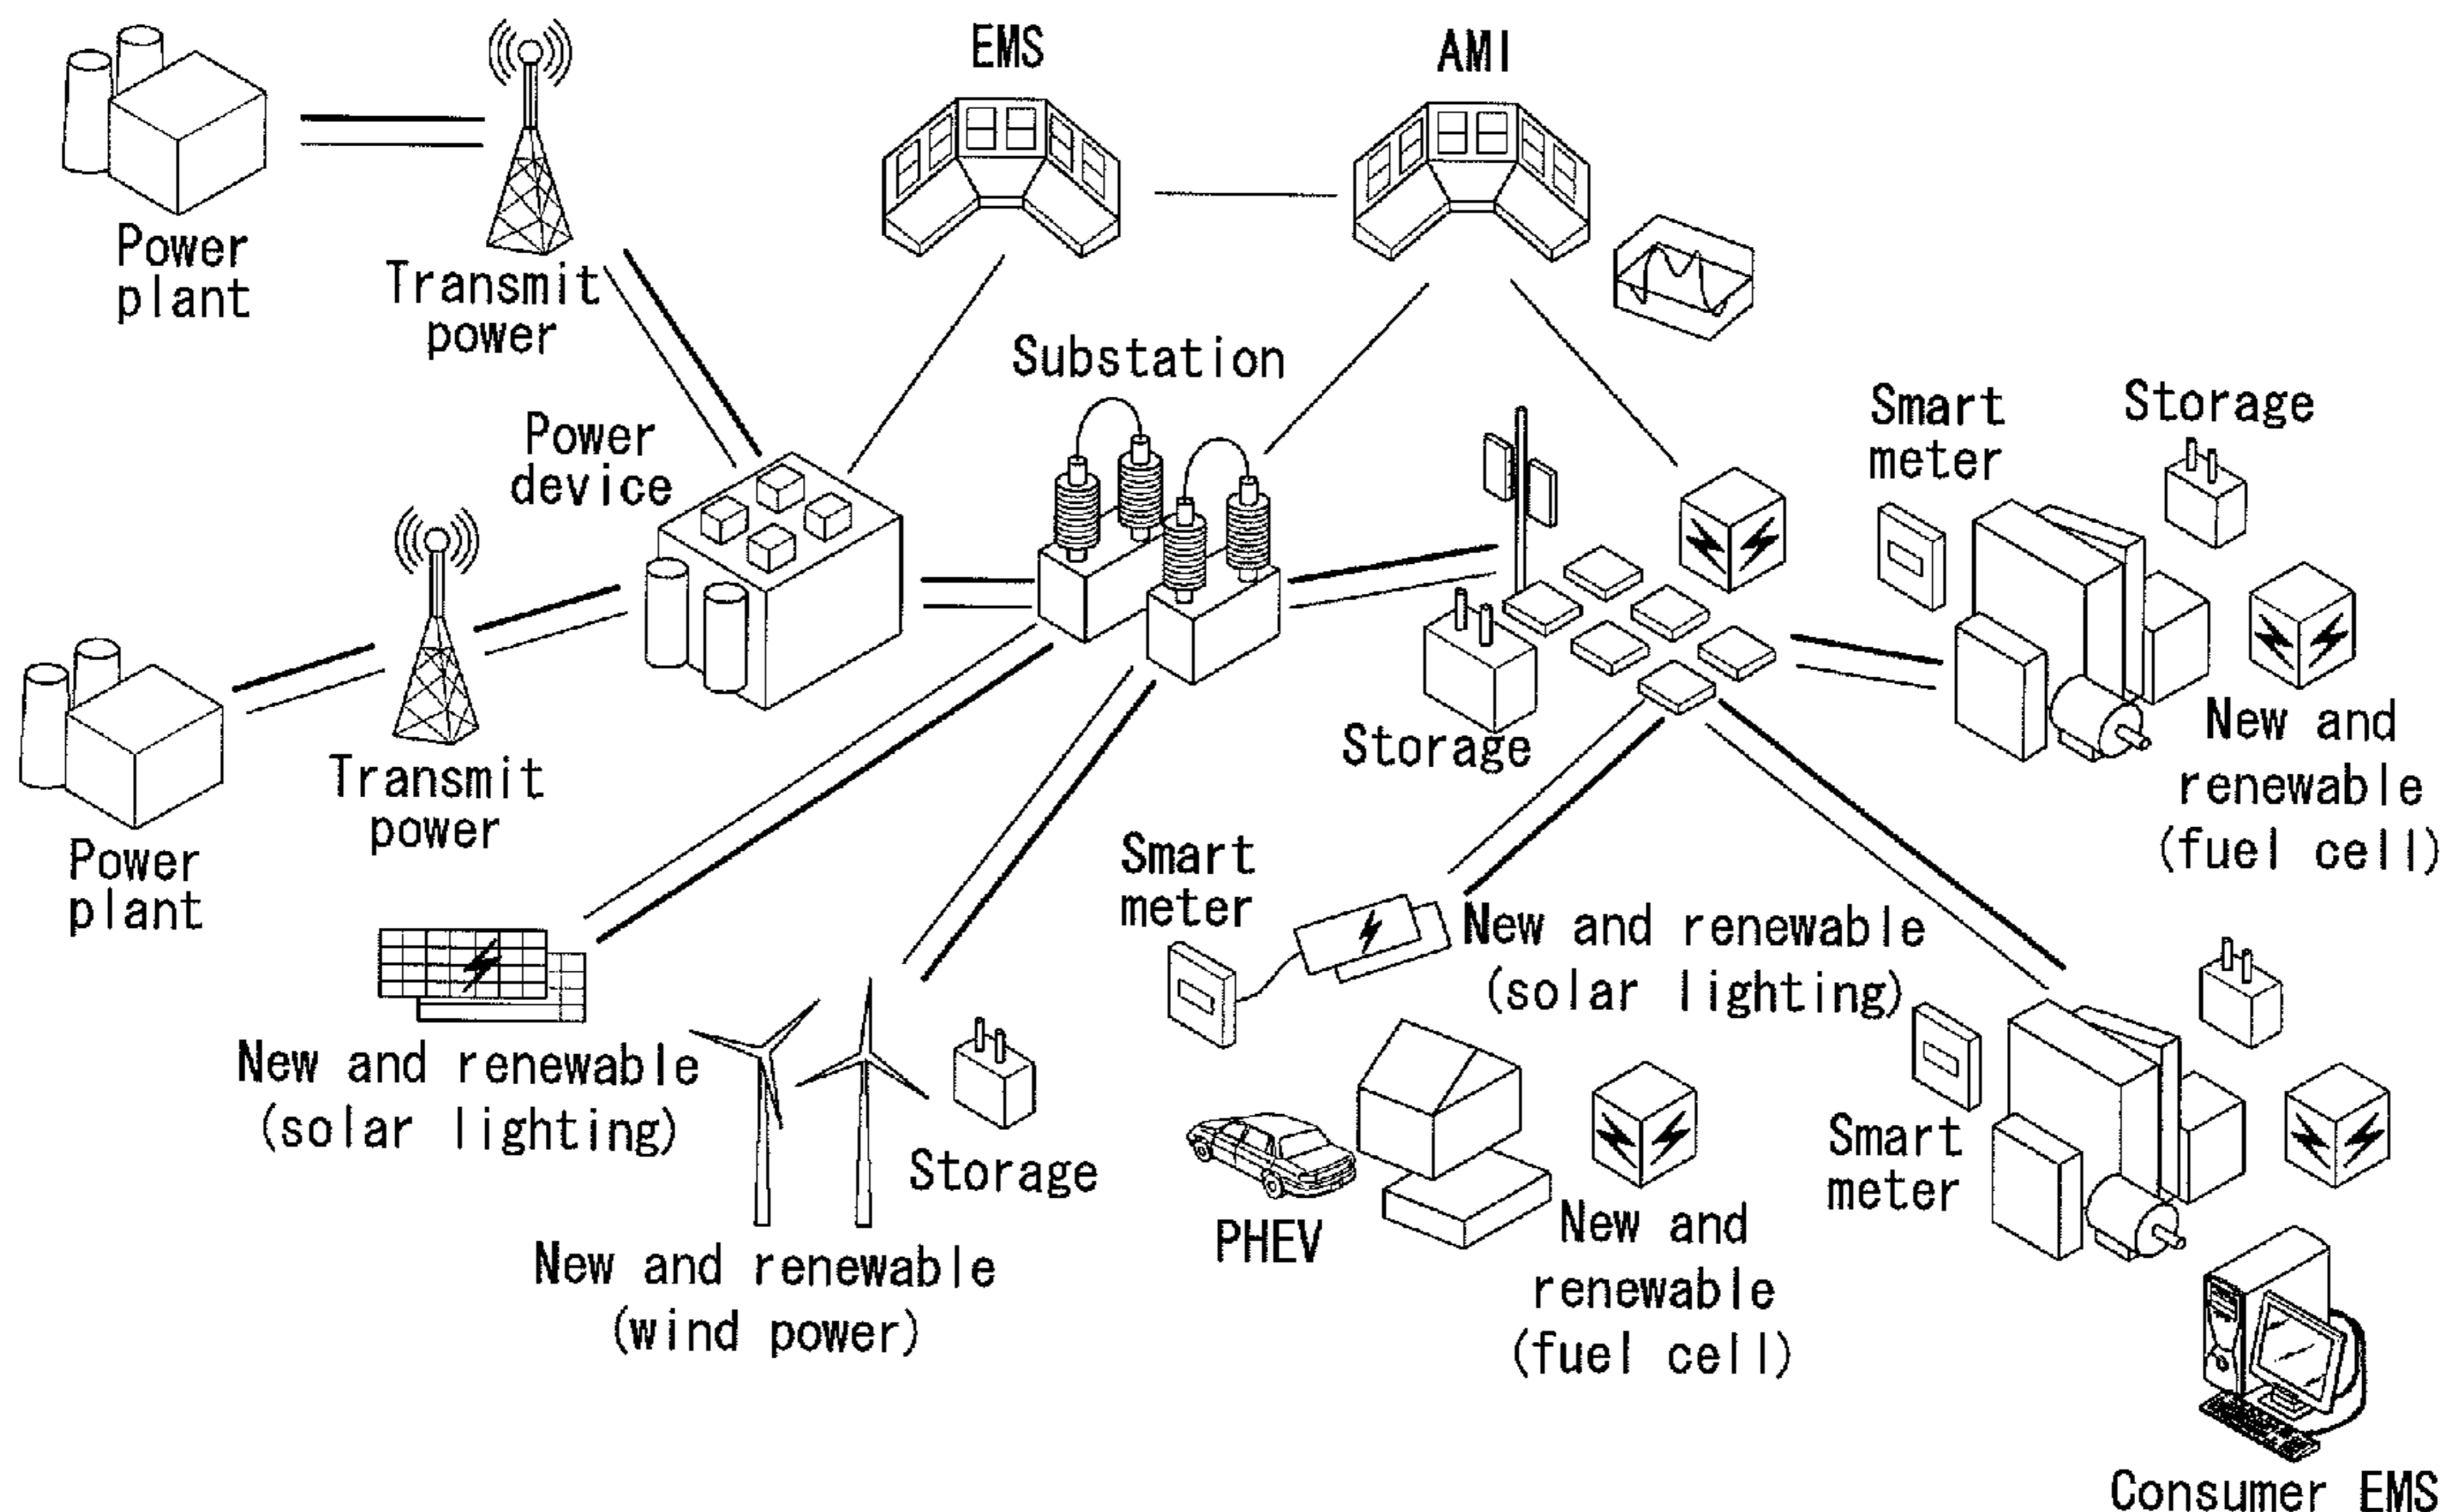 EMS
AMI
Power
plant
Transmit
power
Substation
Power
device
Smart
meter
Storage
Storage
New and
renewable
(fuel cell)
Transmit
power
Power
plant
Smart
meter
New and renewable
(solar lighting)
New and renewable
(solar lighting)
Storage
New and renewable
(wind power)
PHEV
New and
renewable
(fuel cell)
Smart
meter
Consumer EMS